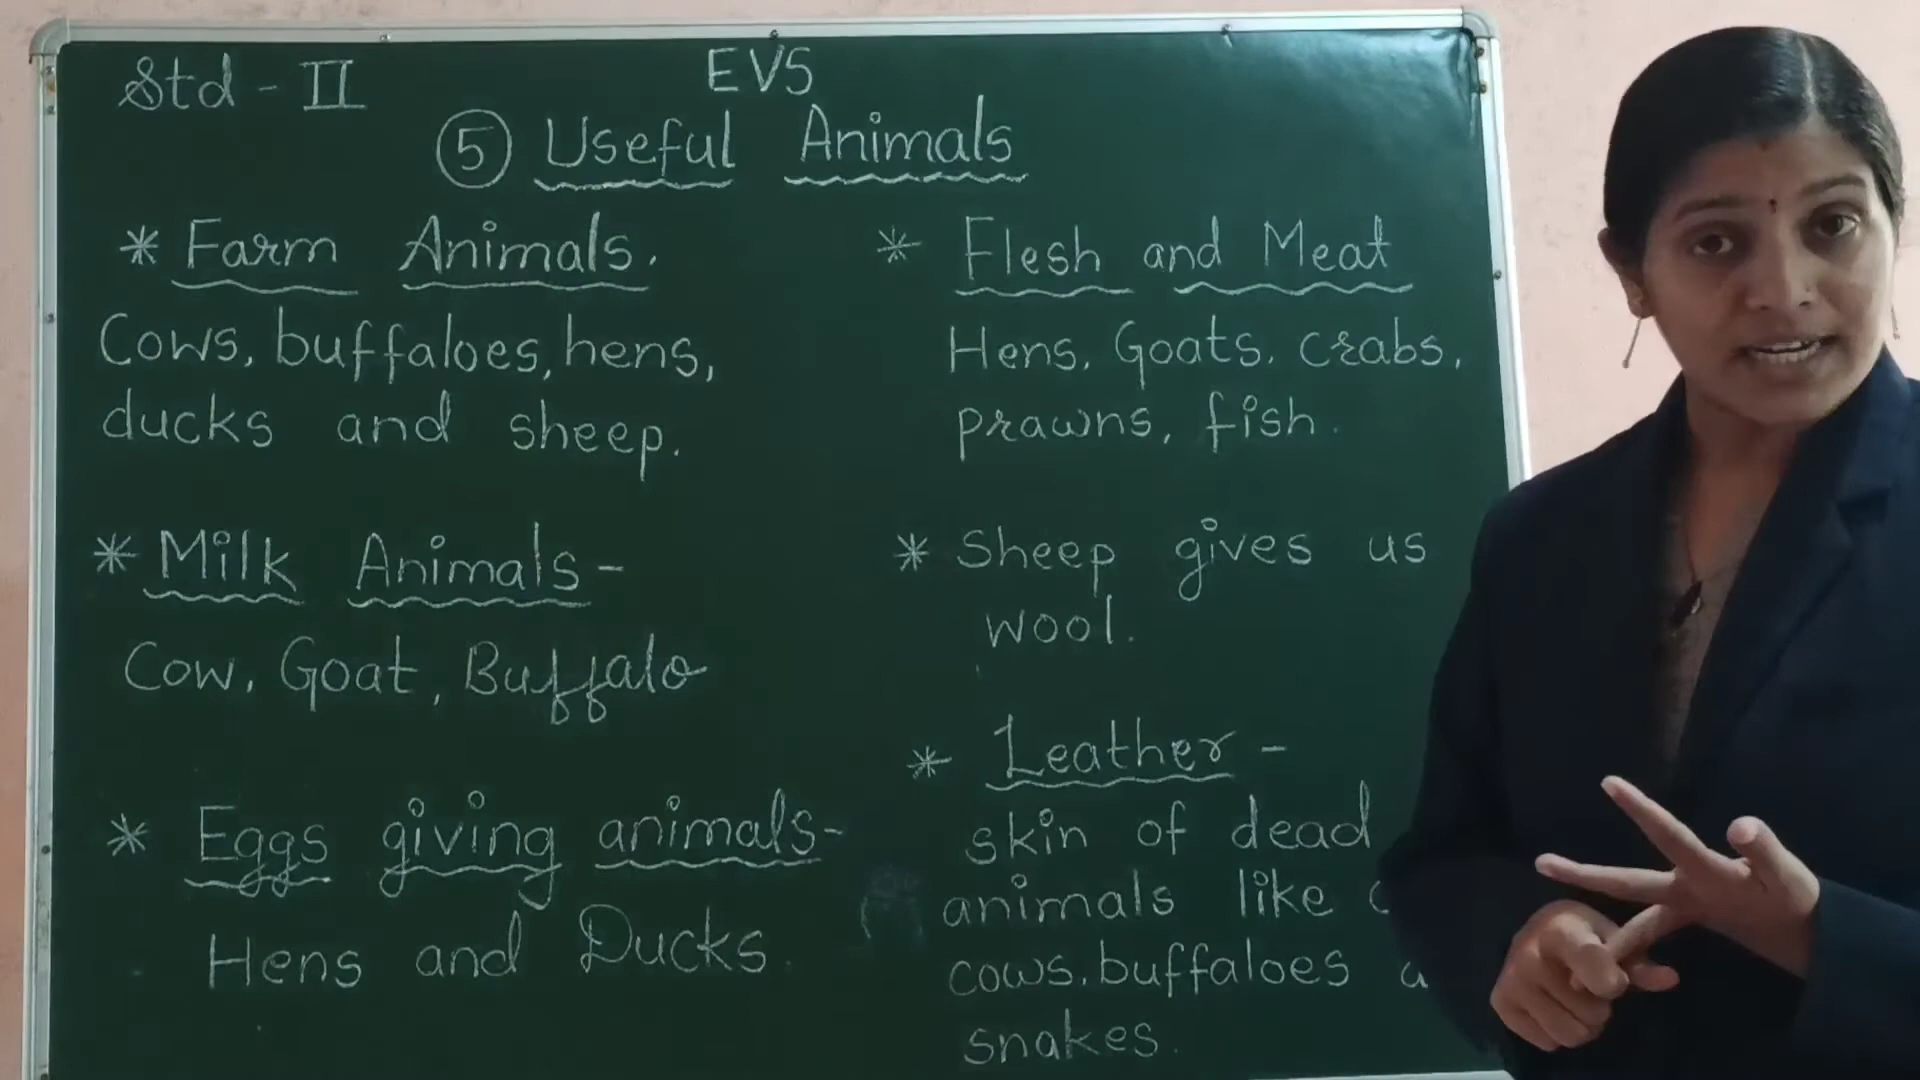 Std - II
EVS
5 Useful Animals
* Farm Animals.
Cows, buffaloes, hens,
ducks and sheep.
* Milk Animals -
Cow, Goat, Buffalo
* Eggs giving animals-
Hens and Ducks.
* Flesh and Meat
Hens, Goats, crabs,
prawns, fish.
* Sheep gives us
wool.
* Leather -
skin of dead
animals like
cows, buffaloes
snakes.